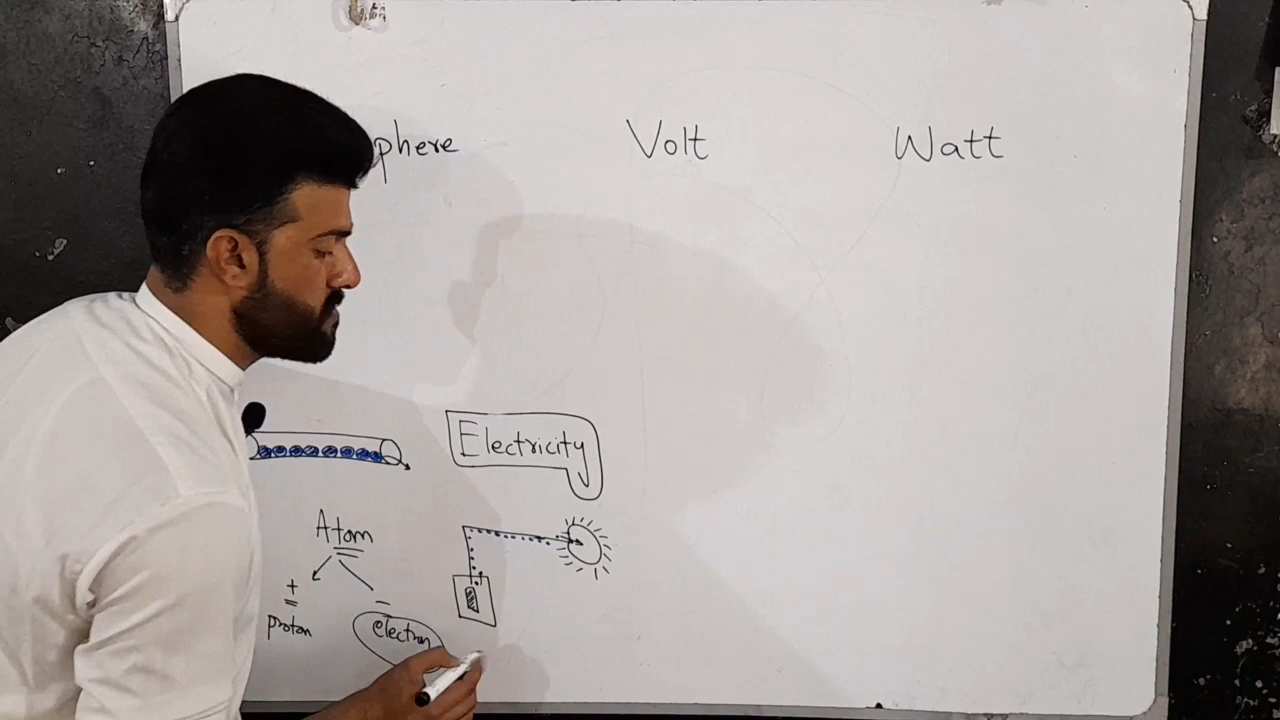 phere Volt Watt
Electricity
Atom
+ −
proton electron